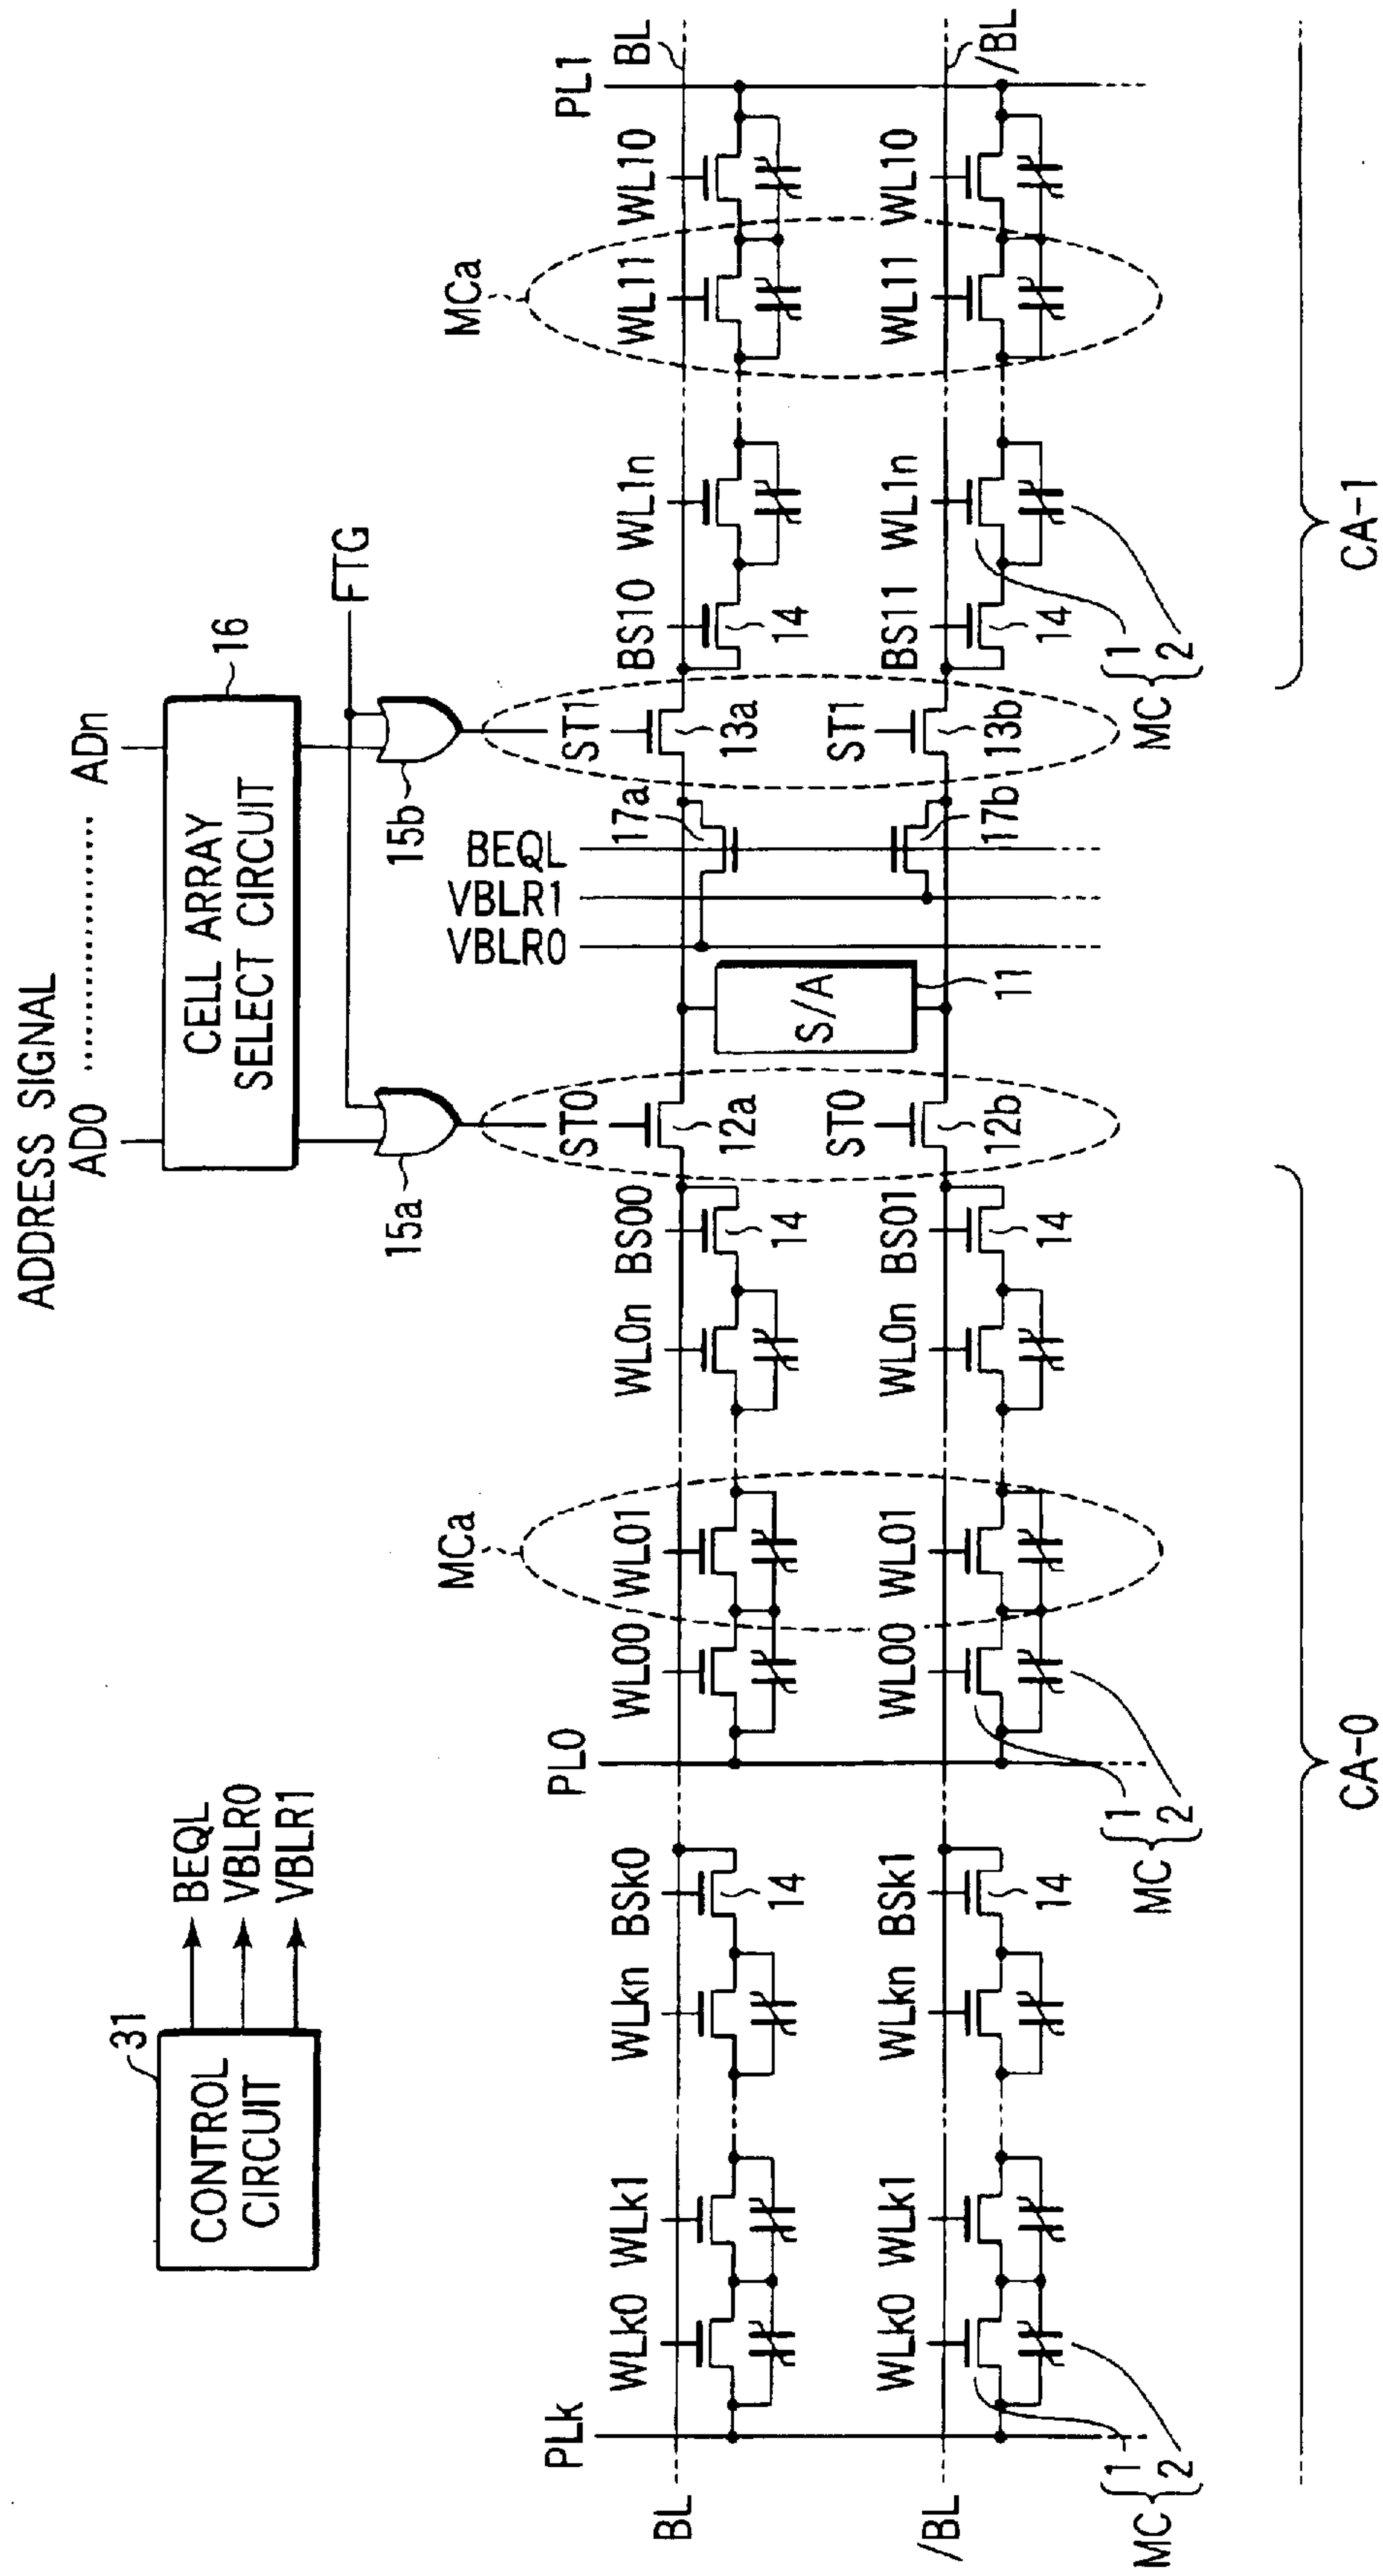 ADDRESS SIGNAL
AD0 ........... ADn
CELL ARRAY
SELECT CIRCUIT
16
FTG
15a
15b
31
CONTROL
CIRCUIT
BEQL
VBLR0
VBLR1
MCa
MCa
BEQL
VBLR1
VBLR0
PLk
PL0
PL1
BL
WLk0
WLk1
WLkn
BSk0
WL00
WL01
WL0n
BS00
ST0
ST1
BS10
WL1n
WL11
WL10
BL
14
14
12a
S/A
11
17a
13a
14
/BL
WLk0
WLk1
WLkn
BSk1
WL00
WL01
WL0n
BS01
ST0
ST1
BS11
WL1n
WL11
WL10
/BL
14
14
12b
17b
13b
14
MC { 1
2
MC { 1
2
MC { 1
2
CA-0
CA-1